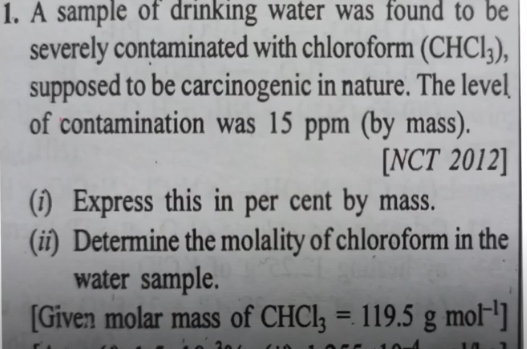 1. A sample of drinking water was found to be
severely contaminated with chloroform (CHCl₃),
supposed to be carcinogenic in nature. The level
of contamination was 15 ppm (by mass).
[NCT 2012]
(i) Express this in per cent by mass.
(ii) Determine the molality of chloroform in the
water sample.
[Given molar mass of CHCl₃ = 119.5 g mol⁻¹]